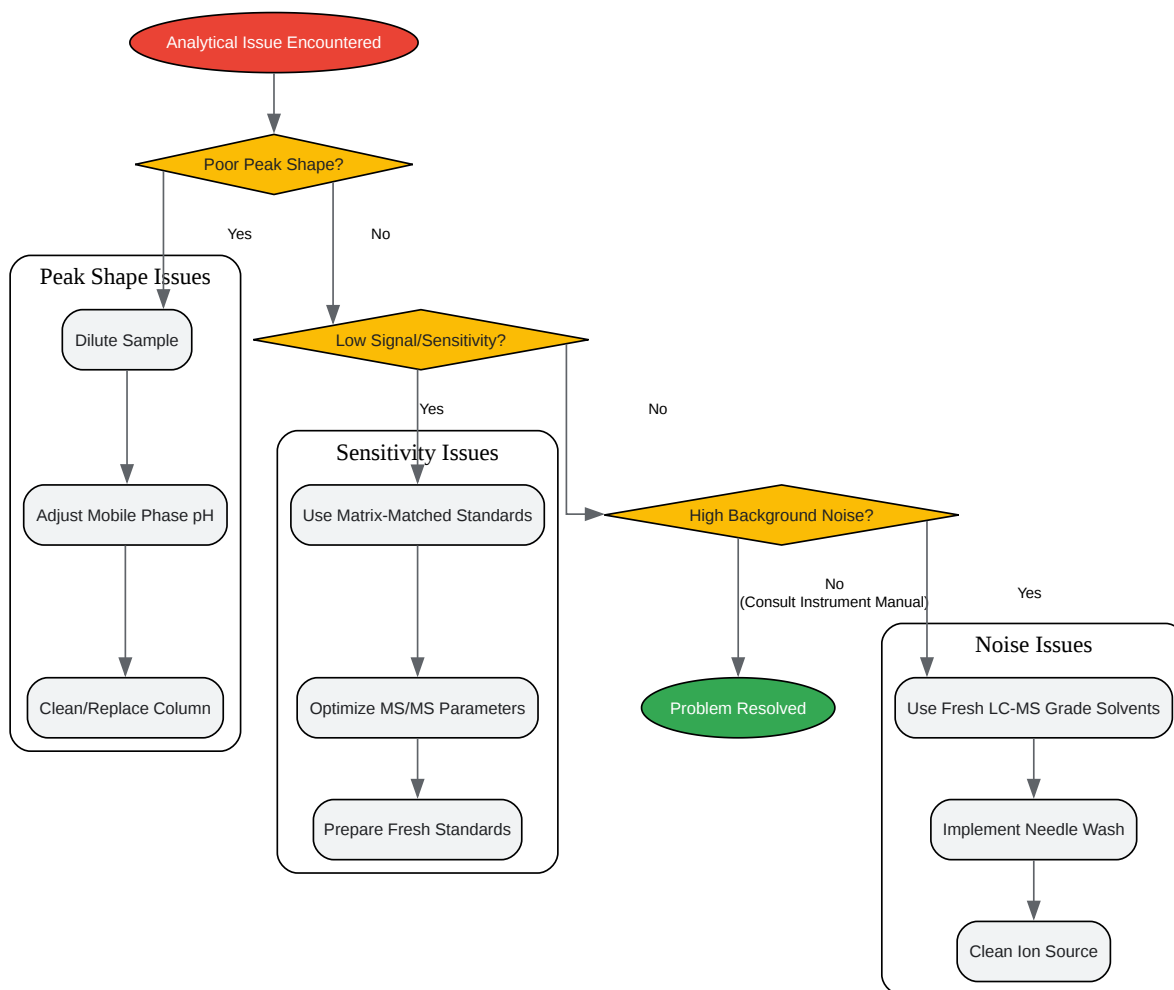 Analytical Issue Encountered
Poor Peak Shape?
Yes
No
Peak Shape Issues
Dilute Sample
Adjust Mobile Phase pH
Clean/Replace Column
Low Signal/Sensitivity?
Yes
No
Sensitivity Issues
Use Matrix-Matched Standards
Optimize MS/MS Parameters
Prepare Fresh Standards
High Background Noise?
No
(Consult Instrument Manual)
Yes
Problem Resolved
Noise Issues
Use Fresh LC-MS Grade Solvents
Implement Needle Wash
Clean Ion Source